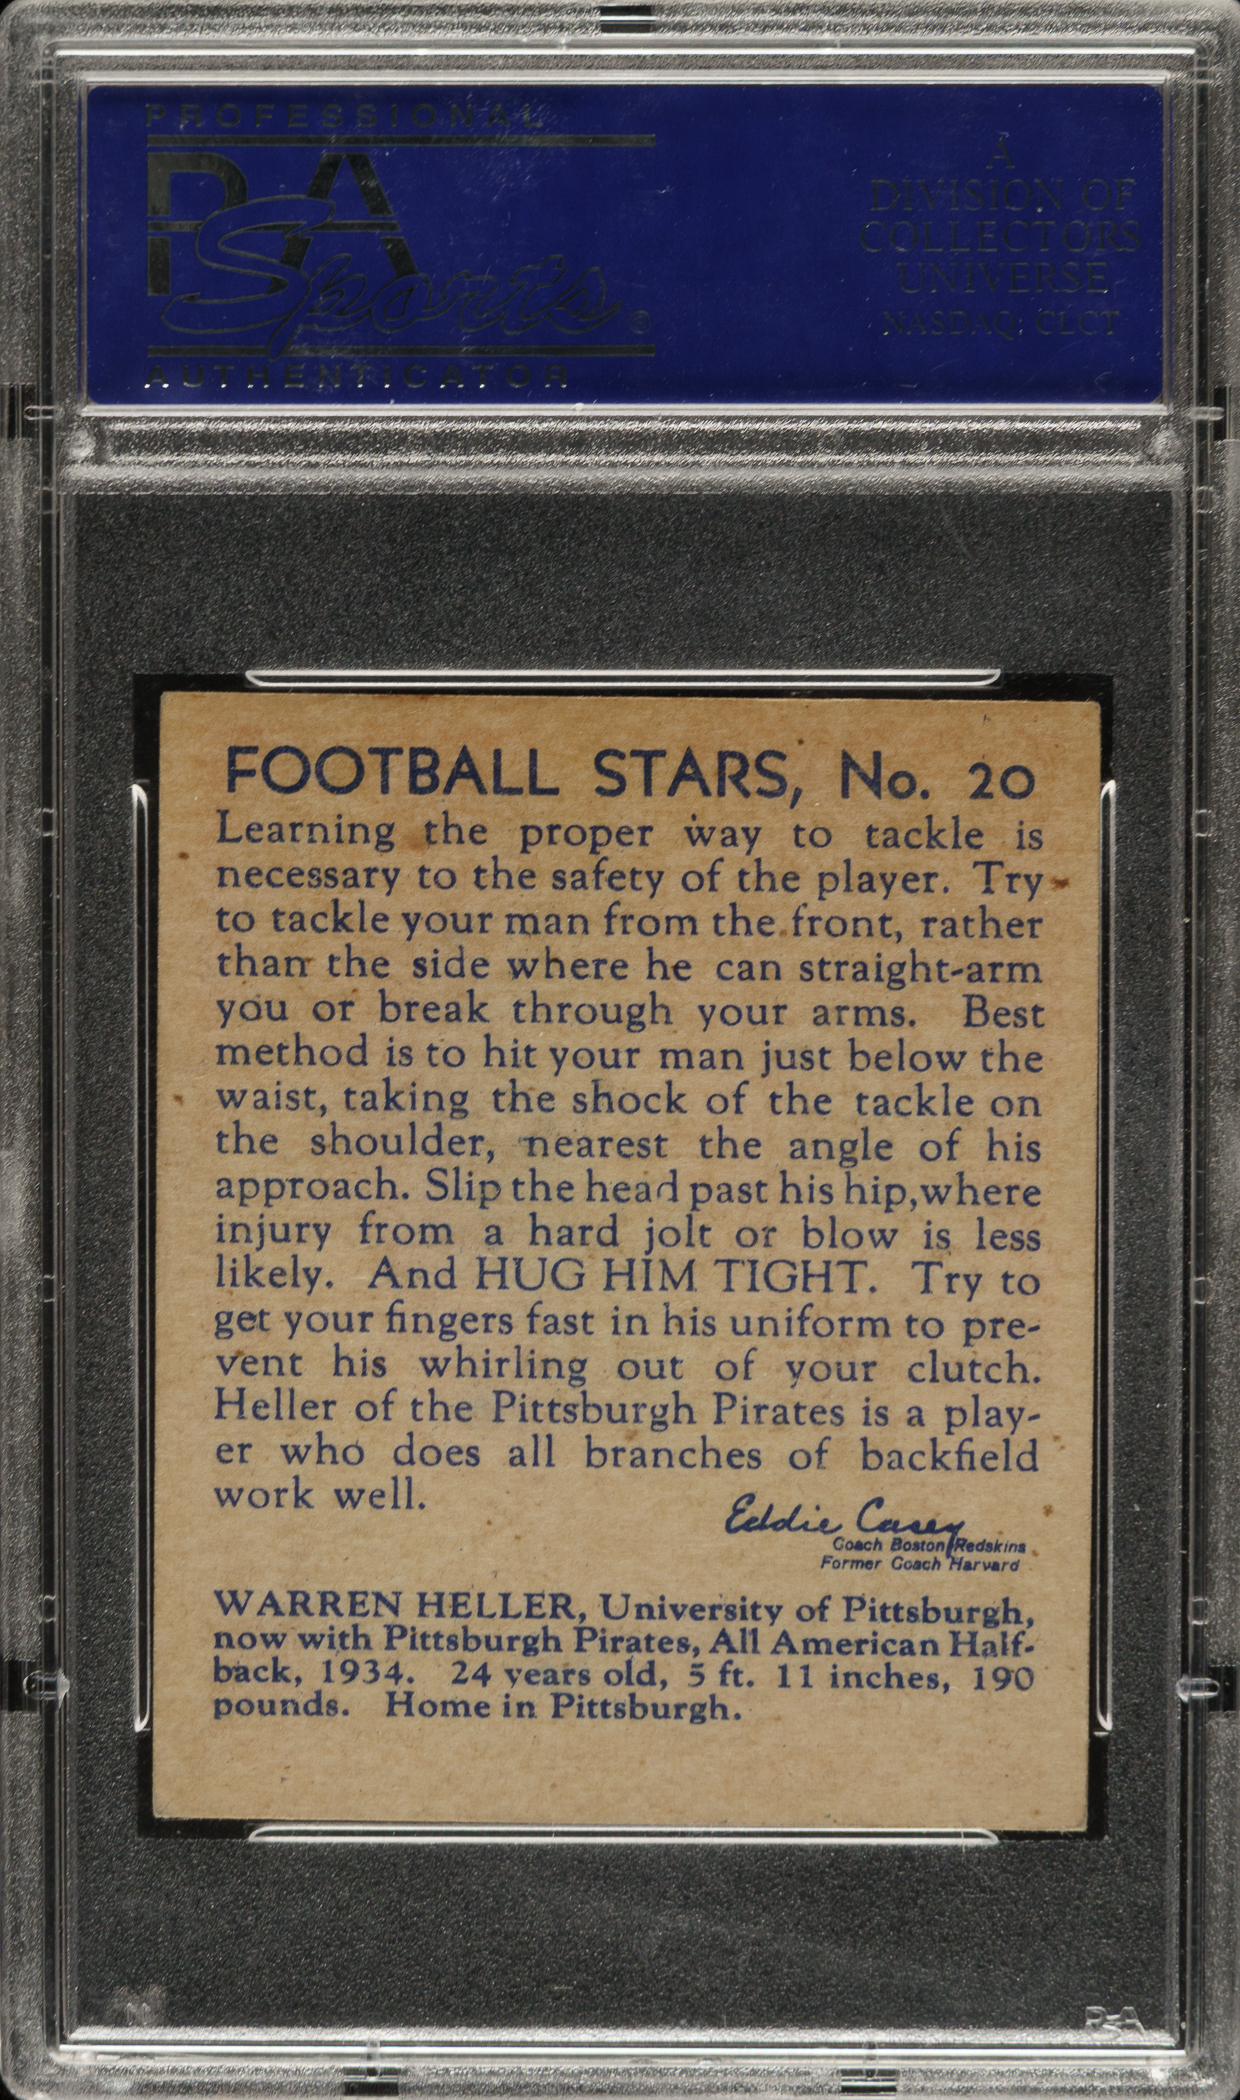 PROFESSIONAL
PSA
Sports ®
AUTHENTICATOR
A
DIVISION OF
COLLECTORS
UNIVERSE
NASDAQ: CLCT
FOOTBALL STARS, No. 20
Learning the proper way to tackle is
necessary to the safety of the player. Try
to tackle your man from the front, rather
than the side where he can straight-arm
you or break through your arms. Best
method is to hit your man just below the
waist, taking the shock of the tackle on
the shoulder, nearest the angle of his
approach. Slip the head past his hip,where
injury from a hard jolt or blow is less
likely. And HUG HIM TIGHT. Try to
get your fingers fast in his uniform to pre-
vent his whirling out of your clutch.
Heller of the Pittsburgh Pirates is a play-
er who does all branches of backfield
work well.
Eddie Casey
Coach Boston Redskins
Former Coach Harvard
WARREN HELLER, University of Pittsburgh,
now with Pittsburgh Pirates, All American Half-
back, 1934. 24 years old, 5 ft. 11 inches, 190
pounds. Home in Pittsburgh.
PSA